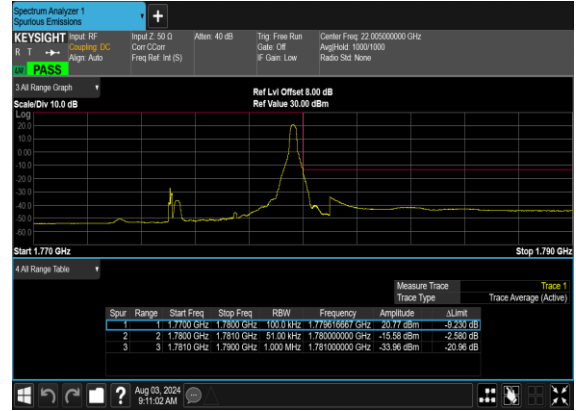 Spectrum Analyzer 1
Spurious Emissions
+
KEYSIGHT Input: RF Input Z: 50 Ω Atten: 40 dB Trig: Free Run Center Freq: 22.005000000 GHz
R T Coupling: DC Corr CCorr Gate: Off Avg|Hold: 1000/1000
Align: Auto Freq Ref: Int (S) IF Gain: Low Radio Std: None
PASS
3 All Range Graph
Ref Lvl Offset 8.00 dB
Scale/Div 10.0 dB Ref Value 30.00 dBm
Log
20.0
10.0
0.00
-10.0
-20.0
-30.0
-40.0
-50.0
-60.0
Start 1.770 GHz Stop 1.790 GHz
4 All Range Table
Measure Trace Trace 1
Trace Type Trace Average (Active)
Spur Range Start Freq Stop Freq RBW Frequency Amplitude ΔLimit
1 1 1.7700 GHz 1.7800 GHz 100.0 kHz 1.779616667 GHz 20.77 dBm -9.230 dB
2 2 1.7800 GHz 1.7810 GHz 51.00 kHz 1.780000000 GHz -15.58 dBm -2.580 dB
3 3 1.7810 GHz 1.7900 GHz 1.000 MHz 1.781000000 GHz -33.96 dBm -20.96 dB
? Aug 03, 2024
9:11:02 AM